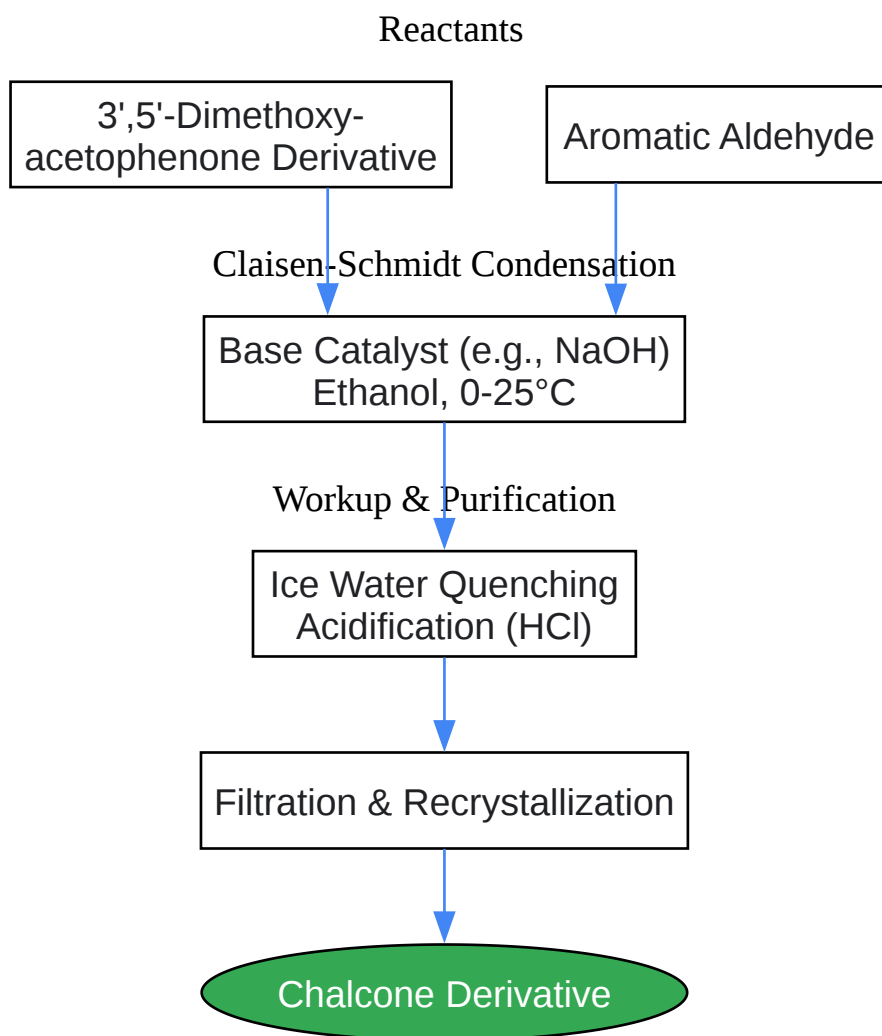 Reactants
3',5'-Dimethoxy-
acetophenone Derivative
Aromatic Aldehyde
Claisen-Schmidt Condensation
Base Catalyst (e.g., NaOH)
Ethanol, 0-25°C
Workup & Purification
Ice Water Quenching
Acidification (HCl)
Filtration & Recrystallization
Chalcone Derivative